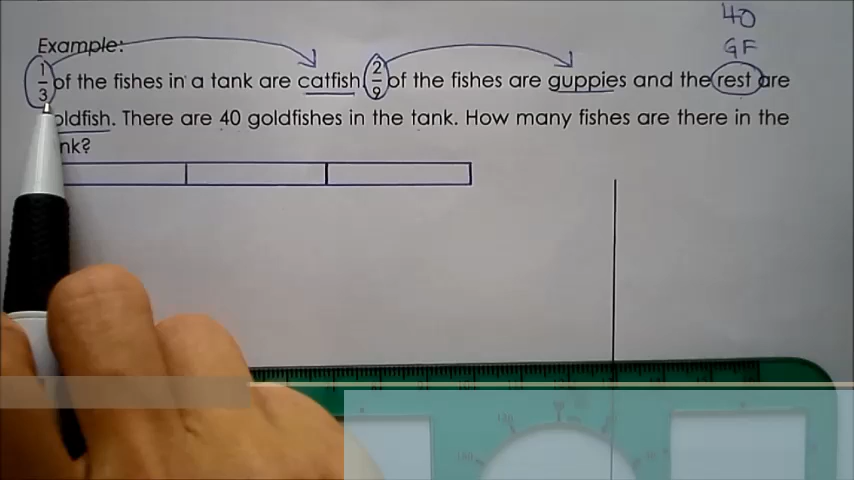 40
GF
Example:
1/3 of the fishes in a tank are catfish 2/9 of the fishes are guppies and the rest are
oldfish. There are 40 goldfishes in the tank. How many fishes are there in the
nk?